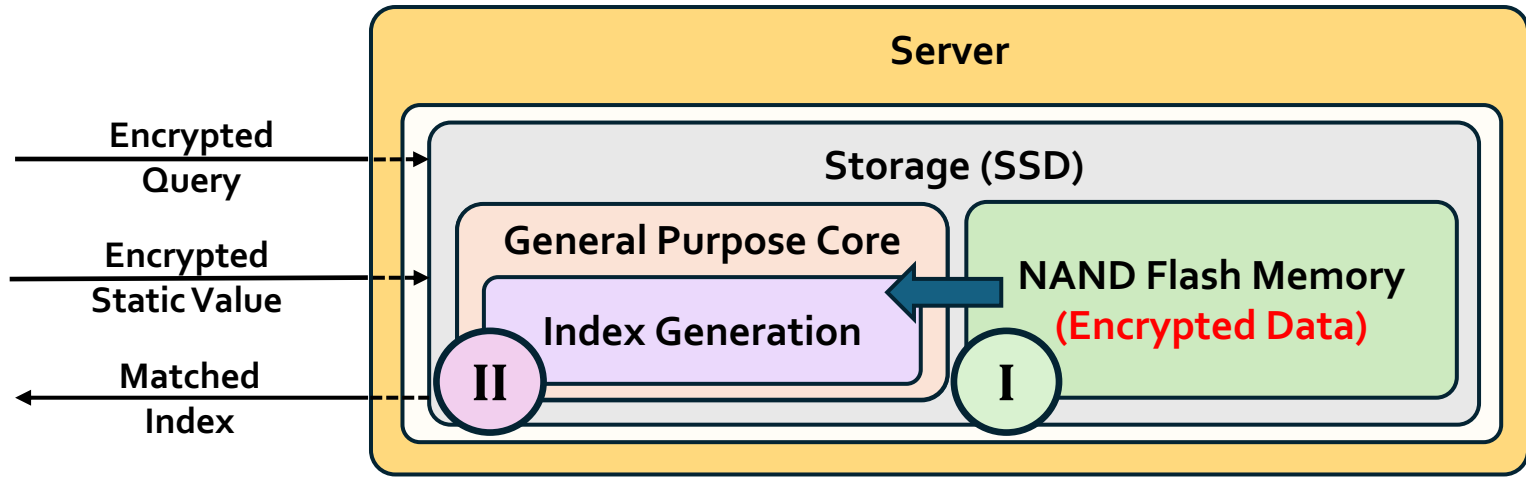 Server
Encrypted
Query
Storage (SSD)
General Purpose Core
Encrypted
Static Value
NAND Flash Memory
(Encrypted Data)
Index Generation
II
I
Matched
Index